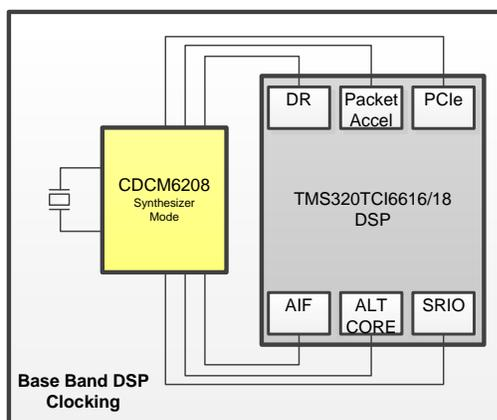 DR
Packet
Accel
PCIe
CDCM6208
Synthesizer
Mode
TMS320TCI6616/18
DSP
AIF
ALT
CORE
SRIO
Base Band DSP
Clocking